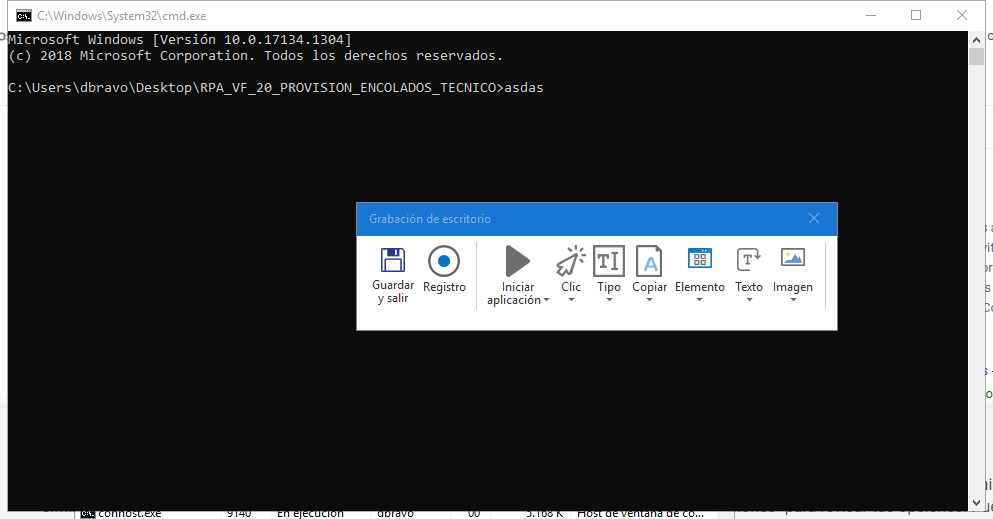 C:\Windows\System32\cmd.exe
Microsoft Windows [Versión 10.0.17134.1304]
(c) 2018 Microsoft Corporation. Todos los derechos reservados.
C:\Users\dbravo\Desktop\RPA_VF_20_PROVISION_ENCOLADOS_TECNICO>asdas
Grabación de escritorio
Guardar y salir
Registro
Iniciar aplicación
Clic
Tipo
Copiar
Elemento
Texto
Imagen
conhost.exe 9140 En ejecución dbravo 00 5.168 K Host de ventana de co...